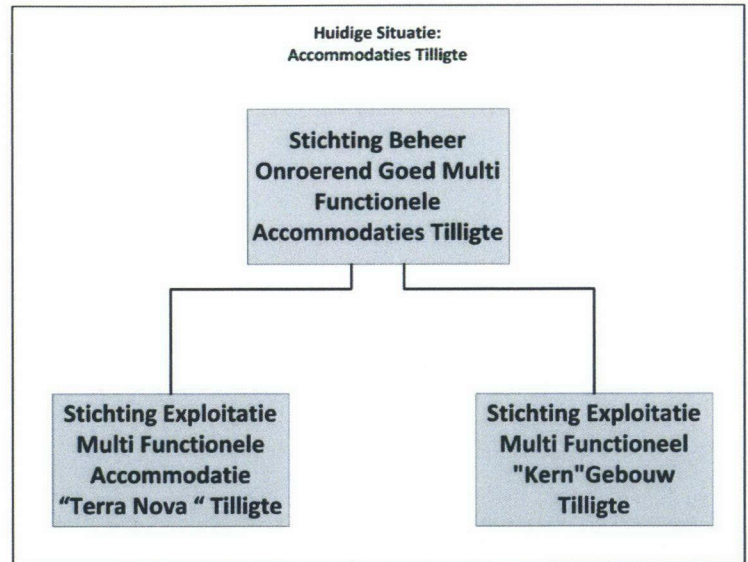 Huidige Situatie:
Accommodaties Tilligte
Stichting Beheer
Onroerend Goed Multi
Functionele
Accommodaties Tilligte
Stichting Exploitatie
Multi Functionele
Accommodatie
“Terra Nova “ Tilligte
Stichting Exploitatie
Multi Functioneel
"Kern"Gebouw
Tilligte